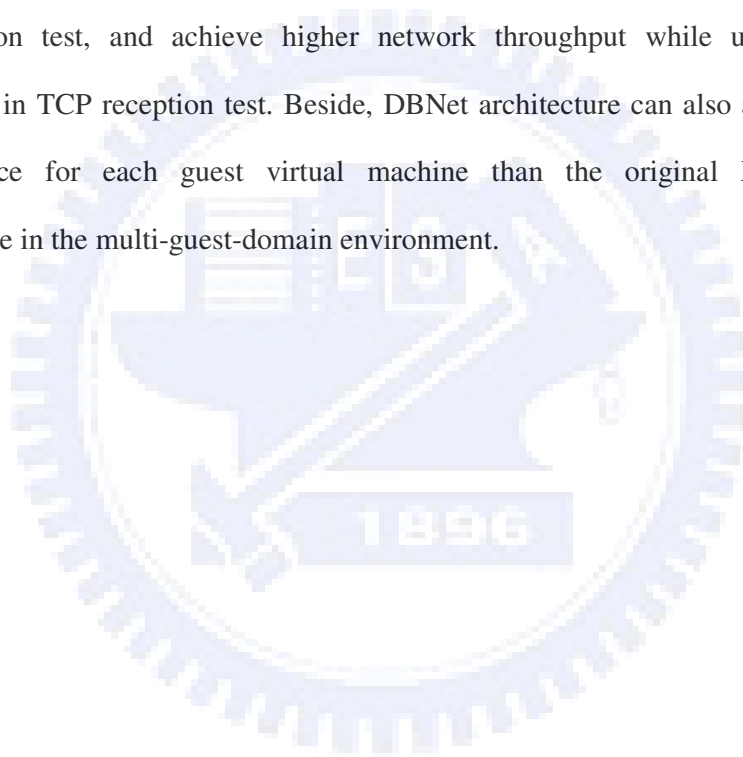 on test, and achieve higher network throughput while u
in TCP reception test. Beside, DBNet architecture can also
ce for each guest virtual machine than the original
e in the multi-guest-domain environment.
1896